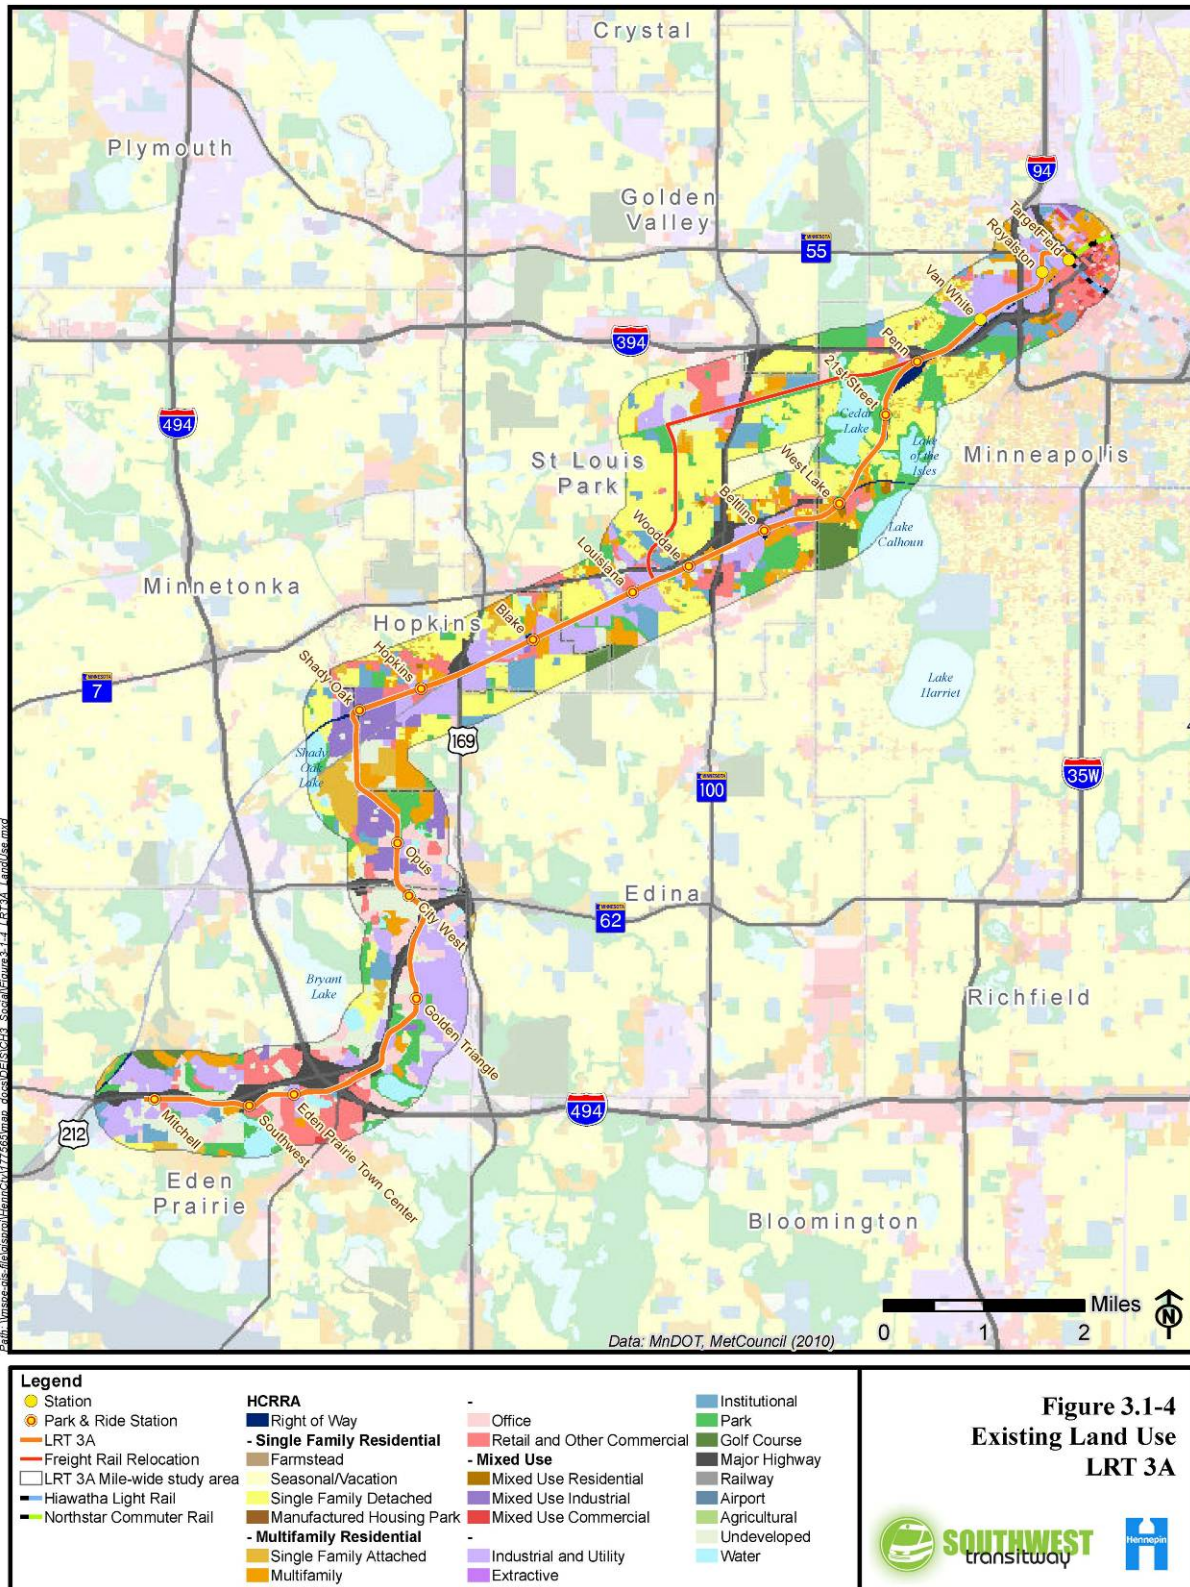 Crystal
Plymouth
Golden
Valley
94
55
Target Field
Royalston
Van White
394
Penn
21st Street
Cedar
Lake
494
Lake
of the
Isles
Minneapolis
St Louis
Park
West Lake
Beltline
Lake
Calhoun
Wooddale
Louisiana
Minnetonka
Hopkins
Blake
Hopkins
Shady Oak
7
Lake
Harriet
169
Shady
Oak
Lake
100
35W
Opus
Edina
62
City West
Bryant
Lake
Richfield
Golden Triangle
494
Mitchell
Southwest
Eden Prairie Town Center
212
Eden
Prairie
Bloomington
Miles
0 1 2
N
Data: MnDOT, MetCouncil (2010)
Legend
Station
Park & Ride Station
LRT 3A
Freight Rail Relocation
LRT 3A Mile-wide study area
Hiawatha Light Rail
Northstar Commuter Rail
HCRRA
Right of Way
- Single Family Residential
Farmstead
Seasonal/Vacation
Single Family Detached
Manufactured Housing Park
- Multifamily Residential
Single Family Attached
Multifamily
-
Office
Retail and Other Commercial
- Mixed Use
Mixed Use Residential
Mixed Use Industrial
Mixed Use Commercial
-
Industrial and Utility
Extractive
Institutional
Park
Golf Course
Major Highway
Railway
Airport
Agricultural
Undeveloped
Water
Figure 3.1-4
Existing Land Use
LRT 3A
SOUTHWEST
transitway
Hennepin